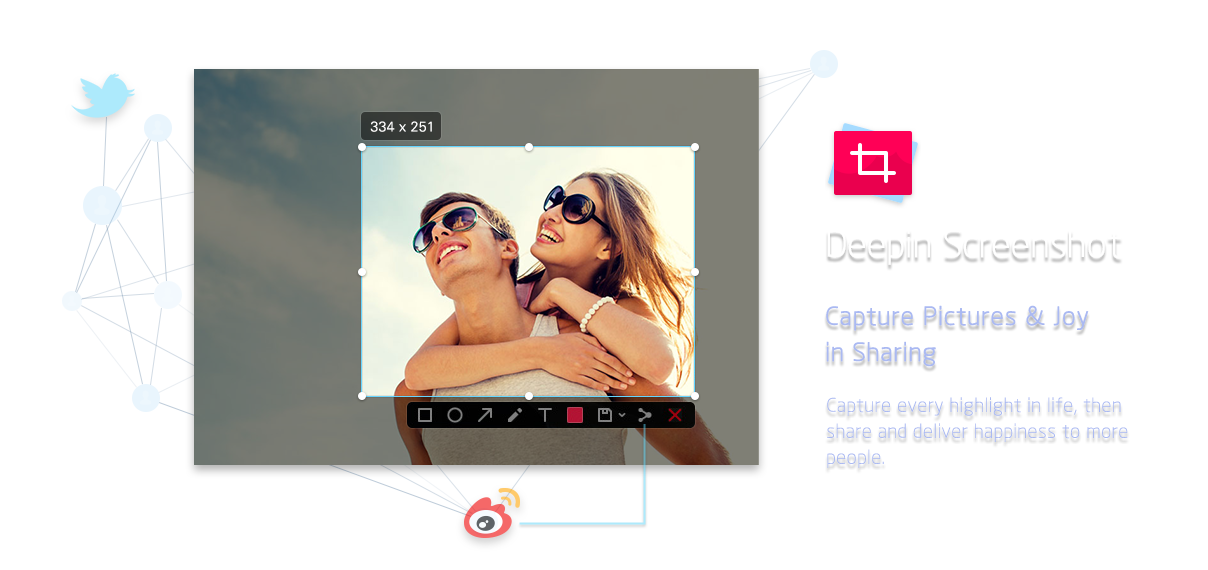 334 x 251
T
Deepin Screenshot
Capture Pictures & Joy
in Sharing
Capture every highlight in life, then
share and deliver happiness to more
people.